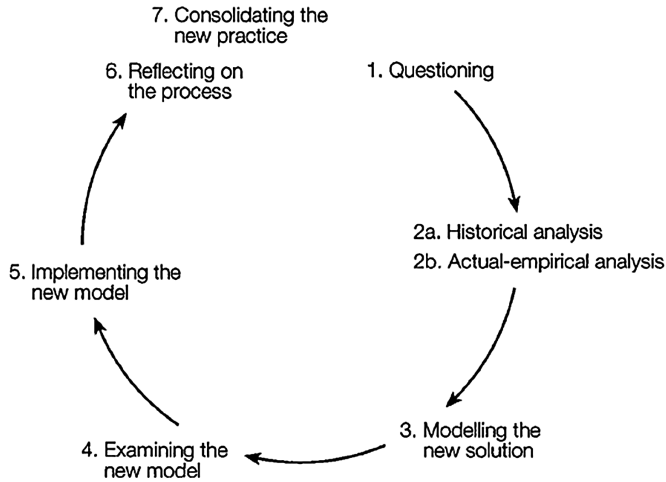 7. Consolidating the
new practice
6. Reflecting on
the process
1. Questioning
2a. Historical analysis
2b. Actual-empirical analysis
5. Implementing the
new model
3. Modelling the
new solution
4. Examining the
new model